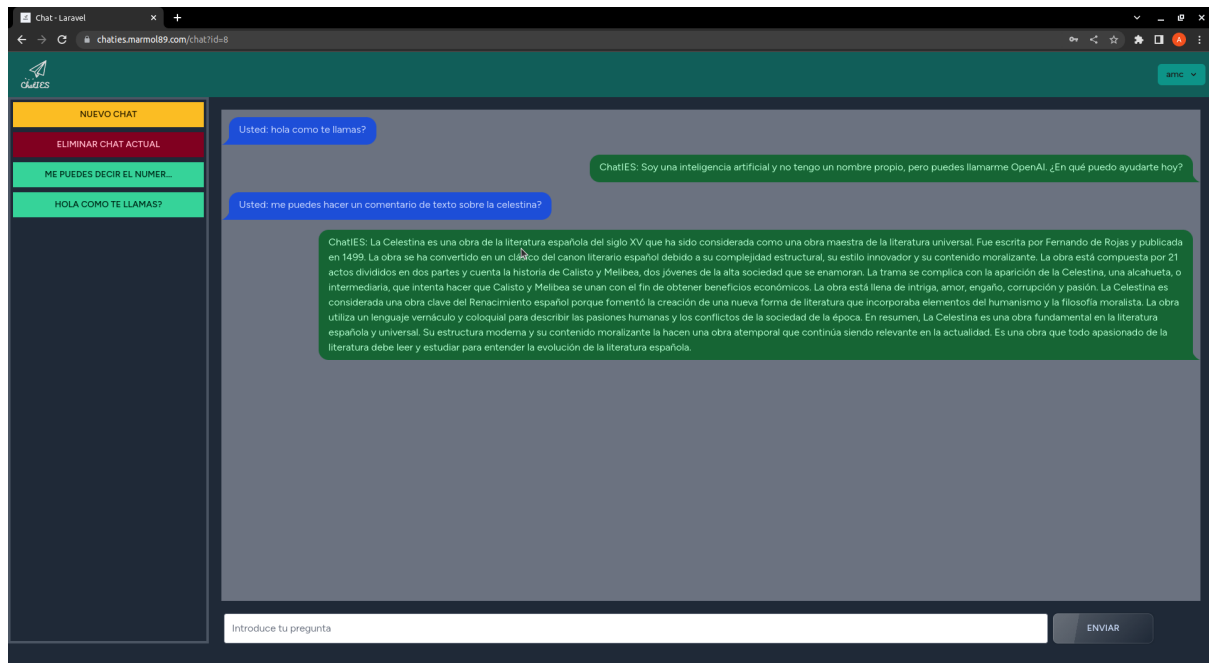 Chat - Laravel
chaties.marmol89.com/chat?id=8
A
ChatIES
amc
NUEVO CHAT
ELIMINAR CHAT ACTUAL
ME PUEDES DECIR EL NUMER...
HOLA COMO TE LLAMAS?
Usted: hola como te llamas?
ChatIES: Soy una inteligencia artificial y no tengo un nombre propio, pero puedes llamarme OpenAI. ¿En qué puedo ayudarte hoy?
Usted: me puedes hacer un comentario de texto sobre la celestina?
ChatIES: La Celestina es una obra de la literatura española del siglo XV que ha sido considerada como una obra maestra de la literatura universal. Fue escrita por Fernando de Rojas y publicada
en 1499. La obra se ha convertido en un clásico del canon literario español debido a su complejidad estructural, su estilo innovador y su contenido moralizante. La obra está compuesta por 21
actos divididos en dos partes y cuenta la historia de Calisto y Melibea, dos jóvenes de la alta sociedad que se enamoran. La trama se complica con la aparición de la Celestina, una alcahueta, o
intermediaria, que intenta hacer que Calisto y Melibea se unan con el fin de obtener beneficios económicos. La obra está llena de intriga, amor, engaño, corrupción y pasión. La Celestina es
considerada una obra clave del Renacimiento español porque fomentó la creación de una nueva forma de literatura que incorporaba elementos del humanismo y la filosofía moralista. La obra
utiliza un lenguaje vernáculo y coloquial para describir las pasiones humanas y los conflictos de la sociedad de la época. En resumen, La Celestina es una obra fundamental en la literatura
española y universal. Su estructura moderna y su contenido moralizante la hacen una obra atemporal que continúa siendo relevante en la actualidad. Es una obra que todo apasionado de la
literatura debe leer y estudiar para entender la evolución de la literatura española.
Introduce tu pregunta
ENVIAR